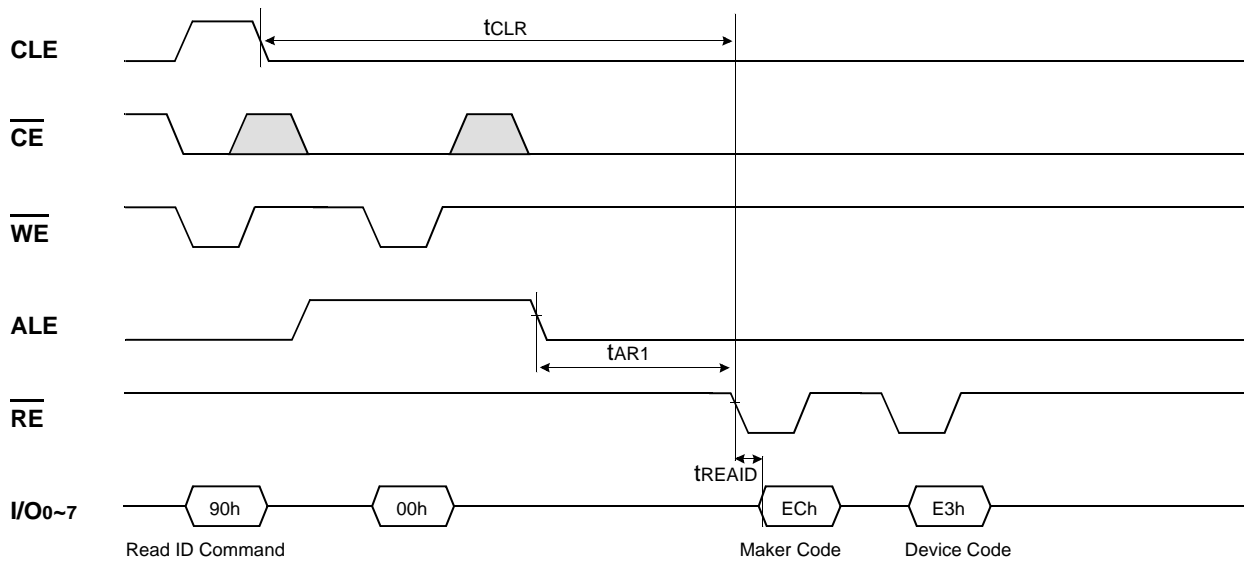 CLE
tCLR
CE
WE
ALE
tAR1
RE
tREAID
I/O0~7
90h
00h
ECh
E3h
Read ID Command
Maker Code
Device Code